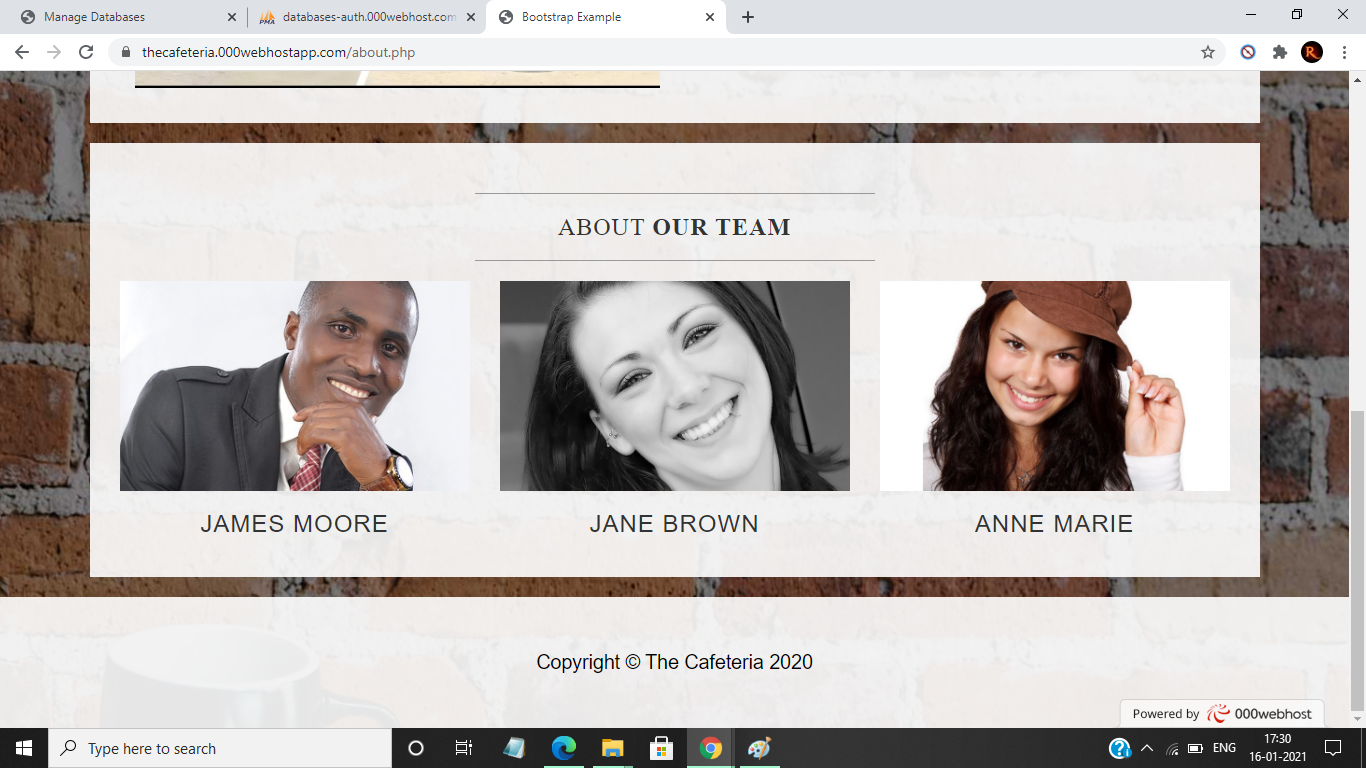 Manage Databases
databases-auth.000webhost.com
Bootstrap Example
thecafeteria.000webhostapp.com/about.php
ABOUT OUR TEAM
JAMES MOORE
JANE BROWN
ANNE MARIE
Copyright © The Cafeteria 2020
Powered by 000webhost
Type here to search
ENG
17:30
16-01-2021